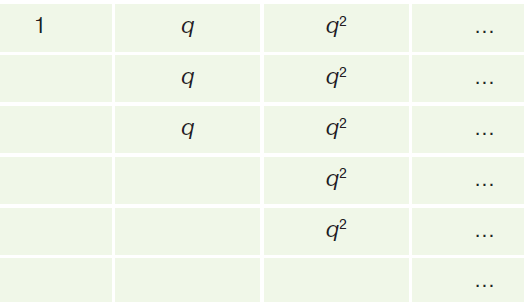 1 q q² …
q q² …
q q² …
q² …
q² …
…